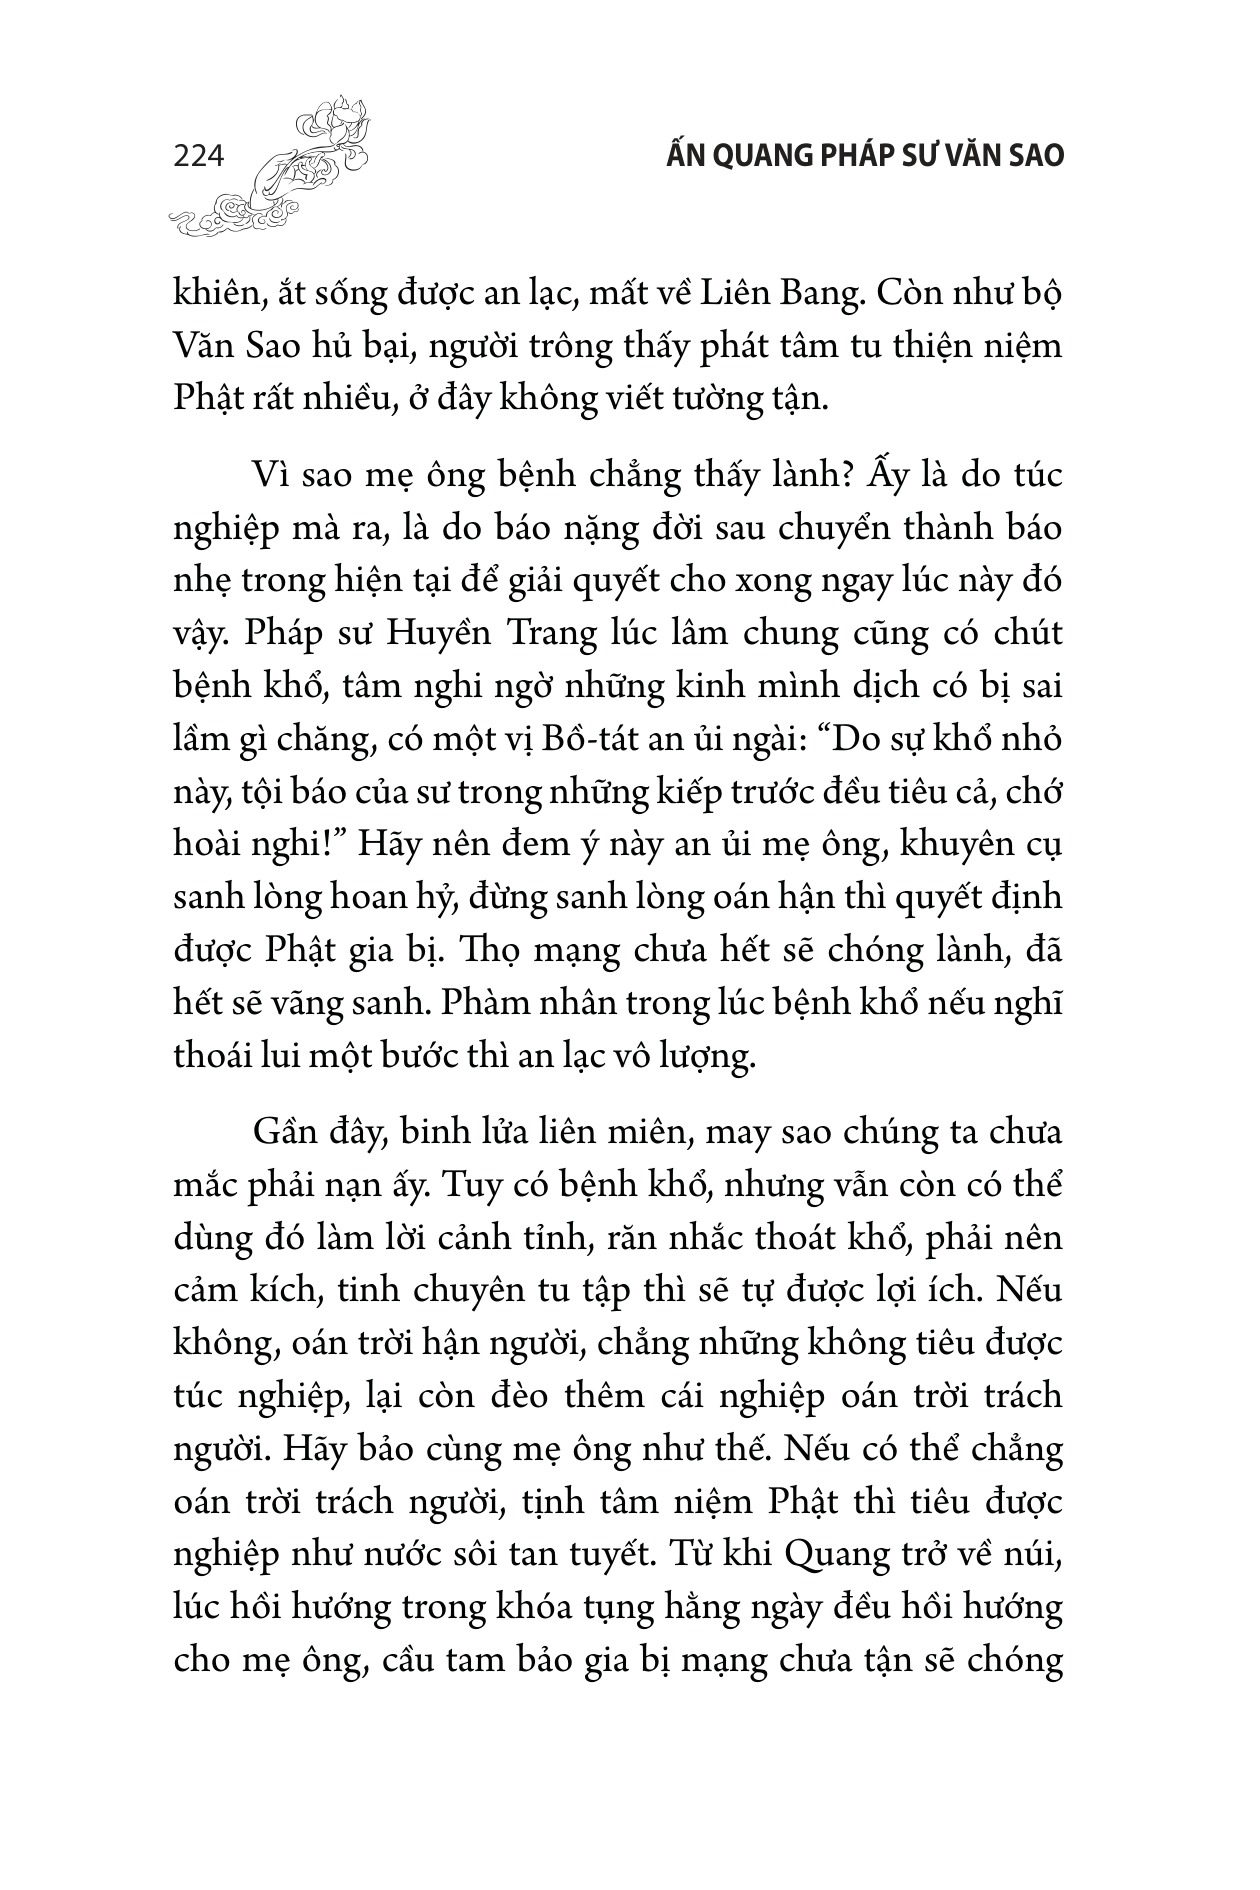 224
ẤN QUANG PHÁP SƯ VĂN SAO
khiên, ắt sống được an lạc, mất về Liên Bang. Còn như bộ
Văn Sao hủ bại, người trông thấy phát tâm tu thiện niệm
Phật rất nhiều, ở đây không viết tường tận.
Vì sao mẹ ông bệnh chẳng thấy lành? Ấy là do túc
nghiệp mà ra, là do báo nặng đời sau chuyển thành báo
nhẹ trong hiện tại để giải quyết cho xong ngay lúc này đó
vậy. Pháp sư Huyền Trang lúc lâm chung cũng có chút
bệnh khổ, tâm nghi ngờ những kinh mình dịch có bị sai
lầm gì chăng, có một vị Bồ-tát an ủi ngài: “Do sự khổ nhỏ
này, tội báo của sư trong những kiếp trước đều tiêu cả, chớ
hoài nghi!” Hãy nên đem ý này an ủi mẹ ông, khuyên cụ
sanh lòng hoan hỷ, đừng sanh lòng oán hận thì quyết định
được Phật gia bị. Thọ mạng chưa hết sẽ chóng lành, đã
hết sẽ vãng sanh. Phàm nhân trong lúc bệnh khổ nếu nghĩ
thoái lui một bước thì an lạc vô lượng.
Gần đây, binh lửa liên miên, may sao chúng ta chưa
mắc phải nạn ấy. Tuy có bệnh khổ, nhưng vẫn còn có thể
dùng đó làm lời cảnh tỉnh, răn nhắc thoát khổ, phải nên
cảm kích, tinh chuyên tu tập thì sẽ tự được lợi ích. Nếu
không, oán trời hận người, chẳng những không tiêu được
túc nghiệp, lại còn đèo thêm cái nghiệp oán trời trách
người. Hãy bảo cùng mẹ ông như thế. Nếu có thể chẳng
oán trời trách người, tịnh tâm niệm Phật thì tiêu được
nghiệp như nước sôi tan tuyết. Từ khi Quang trở về núi,
lúc hồi hướng trong khóa tụng hằng ngày đều hồi hướng
cho mẹ ông, cầu tam bảo gia bị mạng chưa tận sẽ chóng